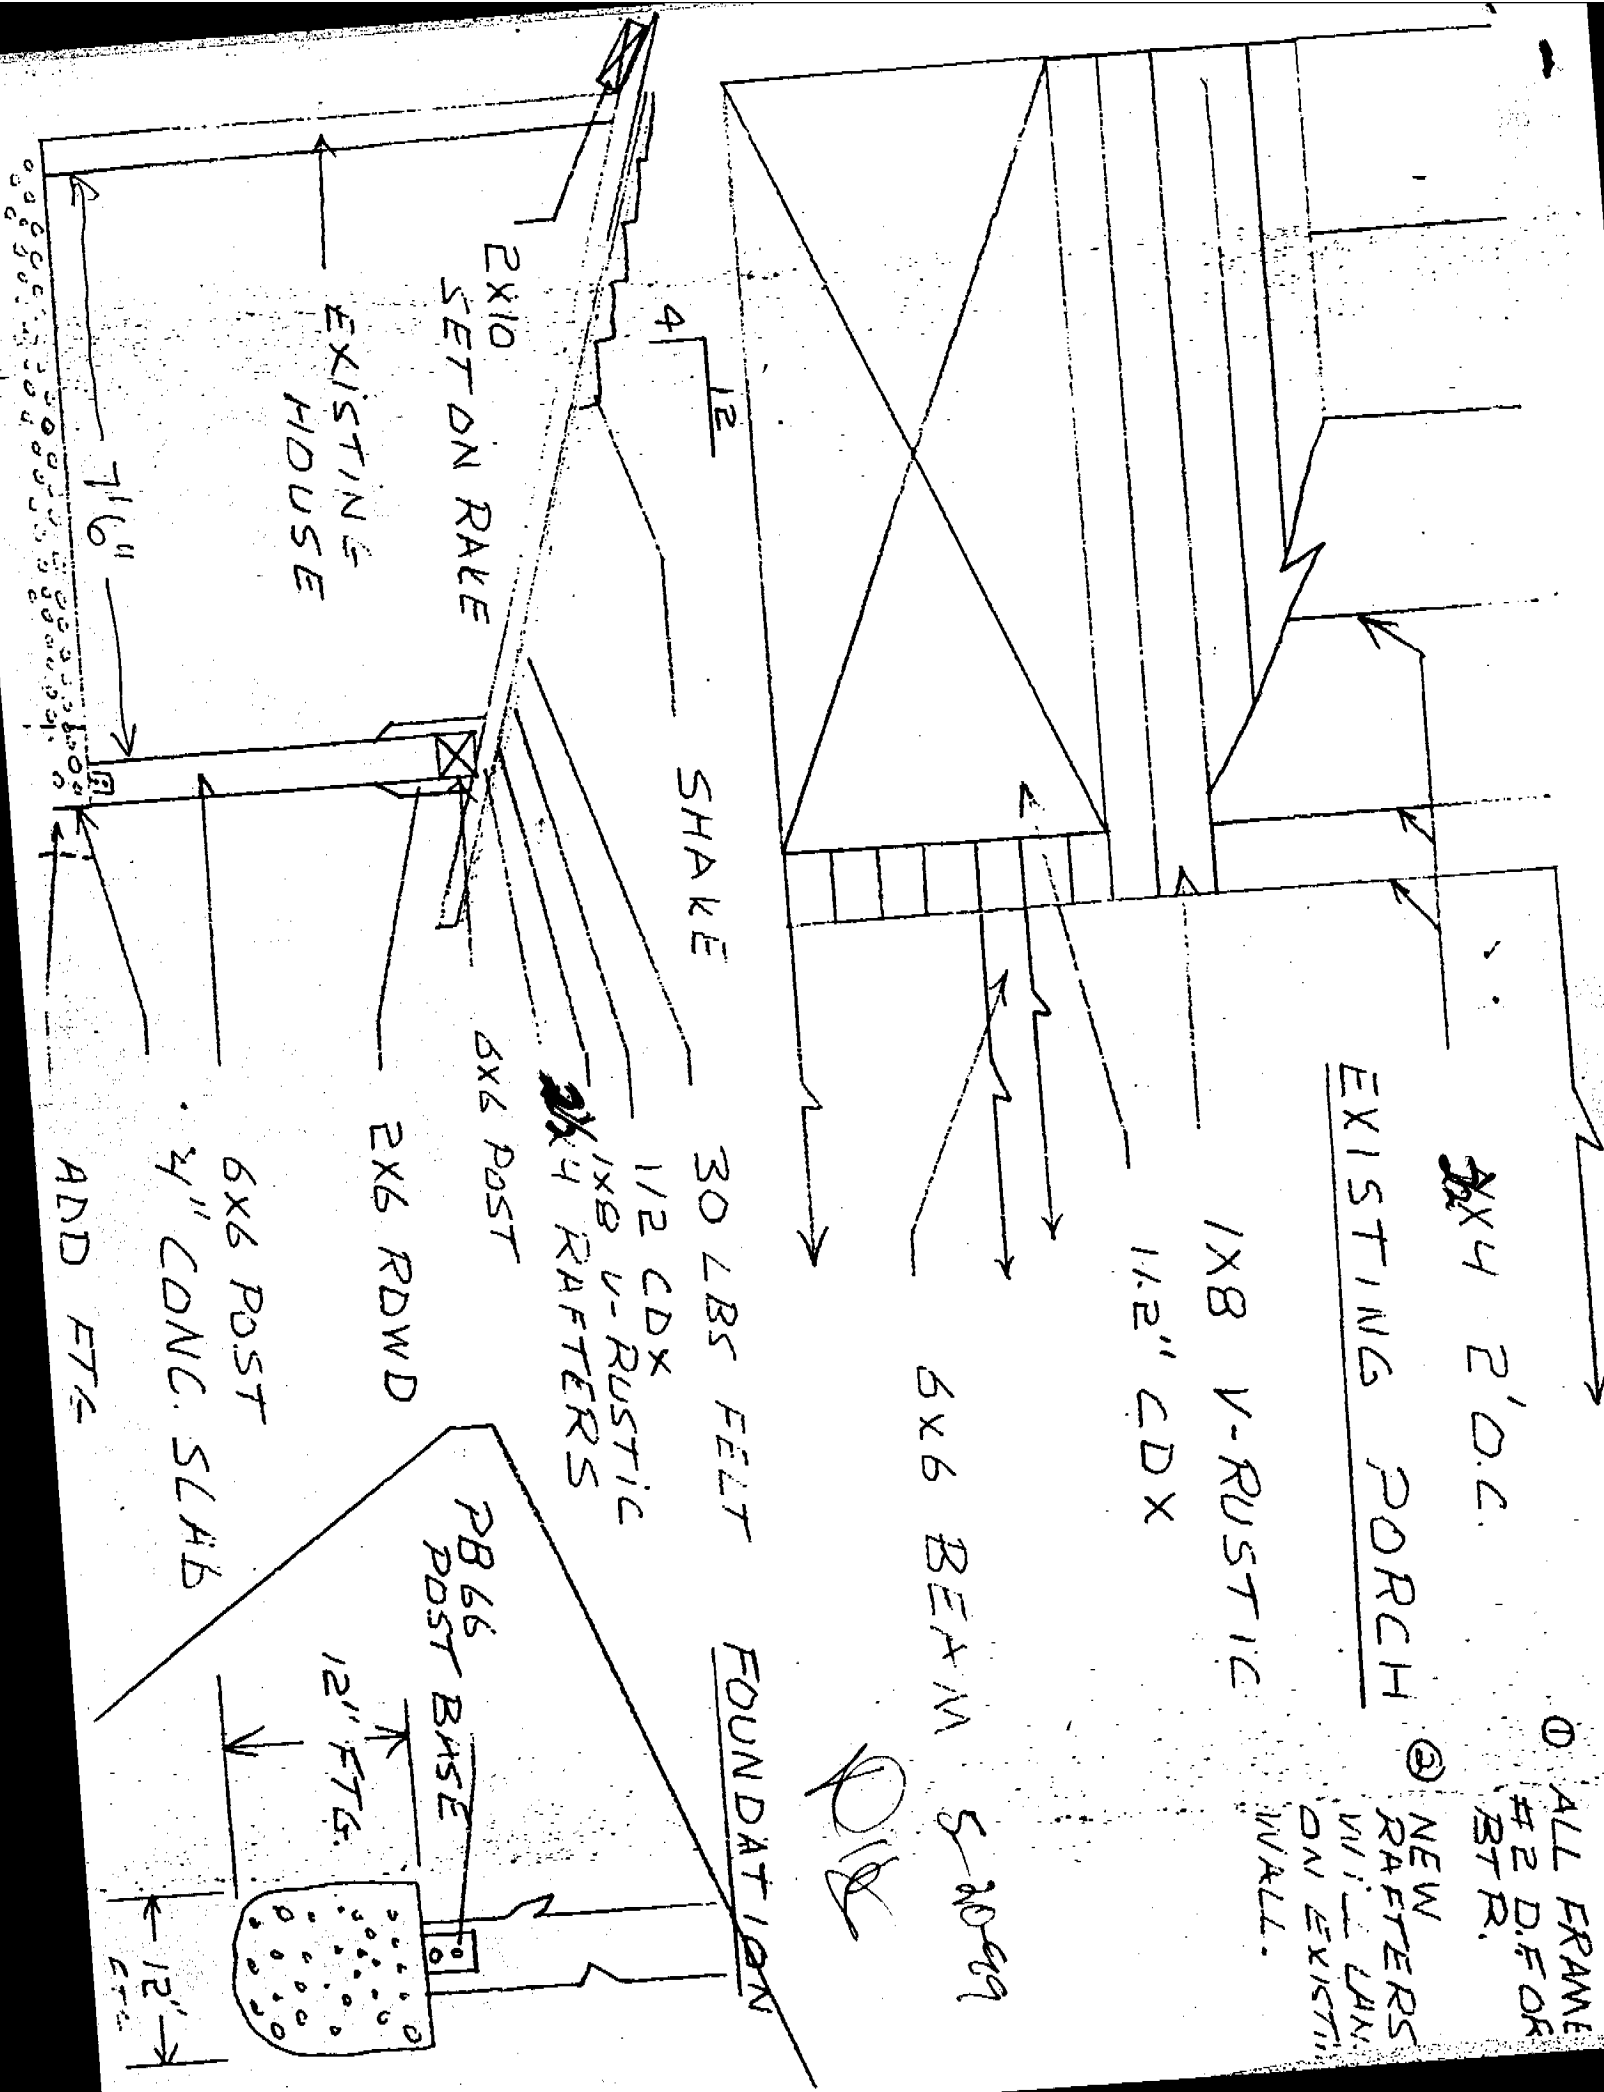 ① ALL FRAME
#2 D.F OR
BTR.
② NEW
RAFTERS
ON EXIST
WALL.
X4 2' O.C.
EXISTING PORCH
1X8 V-RUSTIC
1/2" CDX
6X6 BEAM
5-20-99
4
12
SHAKE
30 LBS FELT
1/2 CDX
1X8 V-RUSTIC
X4 RAFTERS
6X6 POST
2X10
SET ON RAKE
EXISTING
HOUSE
7'6"
2X6 RDWD
6X6 POST
4" CONC. SLAB
ADD FTG
FOUNDATION
PB66
POST BASE
12" FTG.
12"
FTG